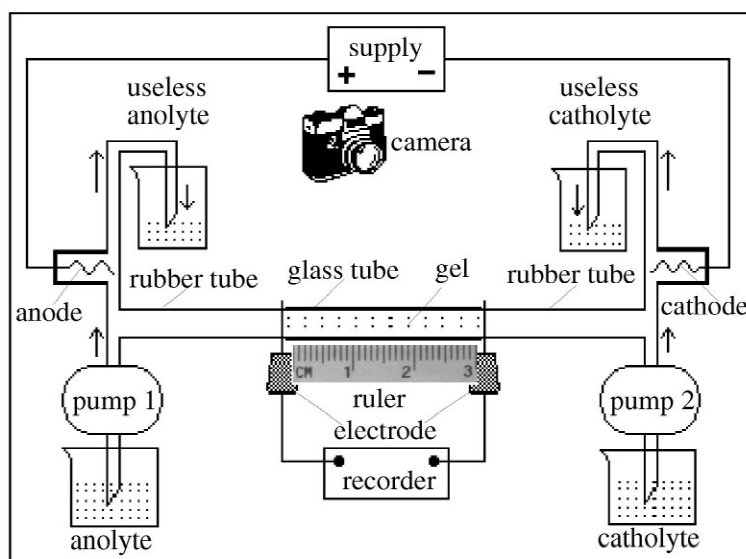 supply
+ −
useless
anolyte
useless
catholyte
camera
rubber tube
glass tube
gel
rubber tube
anode
cathode
CM 1 2 3
pump 1
ruler
pump 2
electrode
recorder
anolyte
catholyte